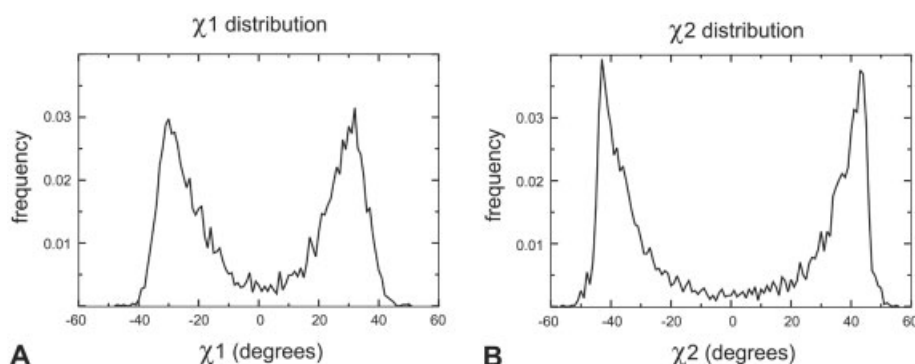 χ1 distribution
frequency
0.03
0.02
0.01
-60 -40 -20 0 20 40 60
χ1 (degrees)
A
χ2 distribution
frequency
0.03
0.02
0.01
-60 -40 -20 0 20 40 60
χ2 (degrees)
B